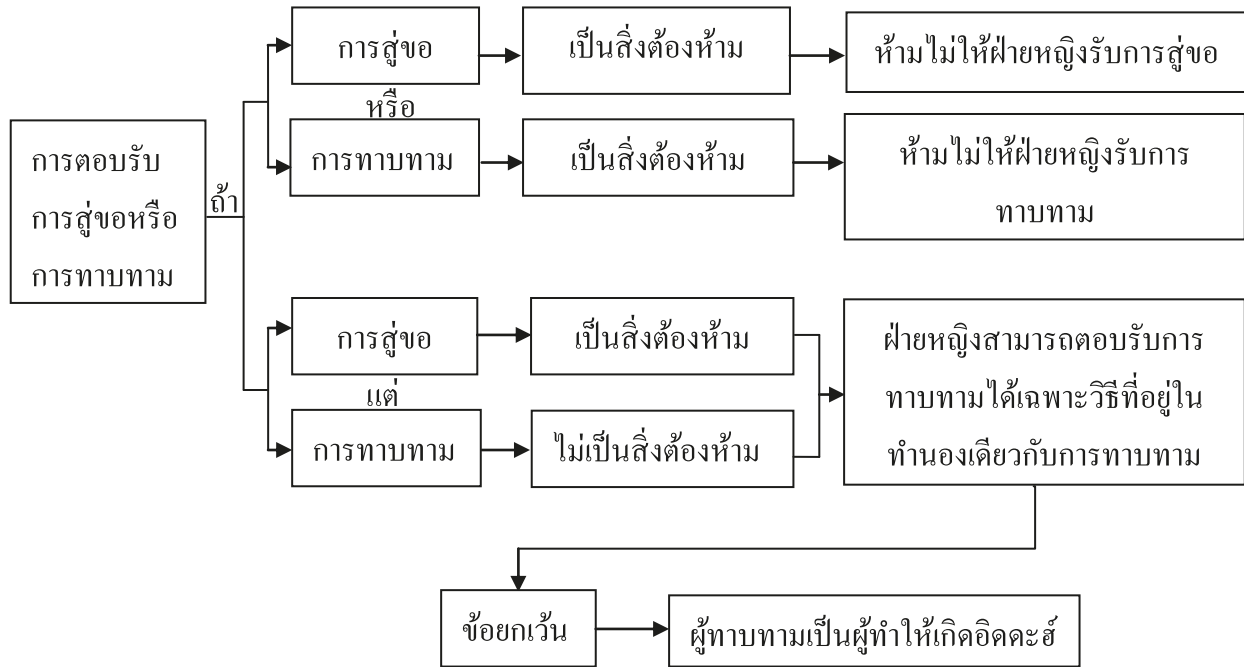 การสู่ขอ
เป็นสิ่งต้องห้าม
ห้ามไม่ให้ฝ่ายหญิงรับการสู่ขอ
หรือ
การตอบรับ
การสู่ขอหรือ
การทาบทาม
ถ้า
การทาบทาม
เป็นสิ่งต้องห้าม
ห้ามไม่ให้ฝ่ายหญิงรับการ
ทาบทาม
การสู่ขอ
เป็นสิ่งต้องห้าม
แต่
การทาบทาม
ไม่เป็นสิ่งต้องห้าม
ฝ่ายหญิงสามารถตอบรับการ
ทาบทามได้เฉพาะวิธีที่อยู่ใน
ทำนองเดียวกับการทาบทาม
ข้อยกเว้น
ผู้ทาบทามเป็นผู้ทำให้เกิดอิดดะฮ์